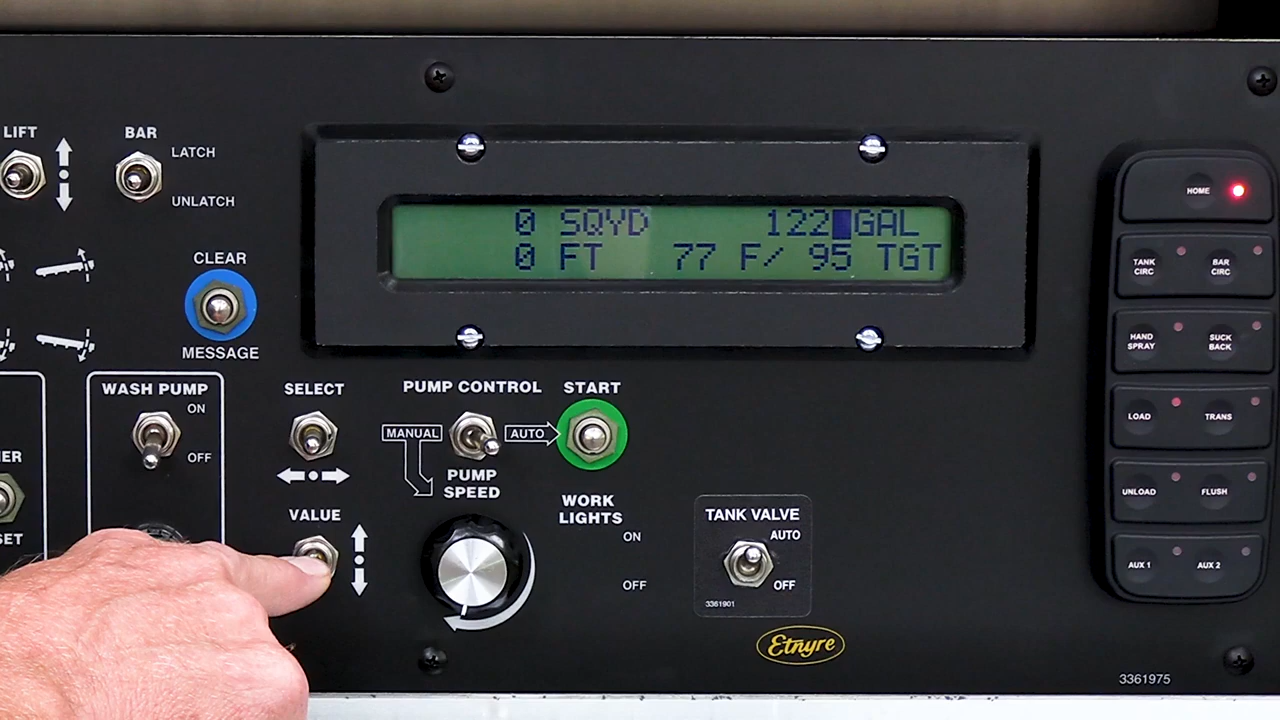 LIFT
BAR
LATCH
UNLATCH
CLEAR
MESSAGE
0 SQYD 122 GAL
0 FT 77 F/ 95 TGT
HOME
TANK CIRC
BAR CIRC
HAND SPRAY
SUCK BACK
LOAD
TRANS
UNLOAD
FLUSH
AUX 1
AUX 2
WASH PUMP
ON
OFF
SELECT
VALUE
PUMP CONTROL
MANUAL
AUTO
PUMP
SPEED
START
WORK
LIGHTS
ON
OFF
TANK VALVE
AUTO
OFF
3361901
Etnyre
3361975